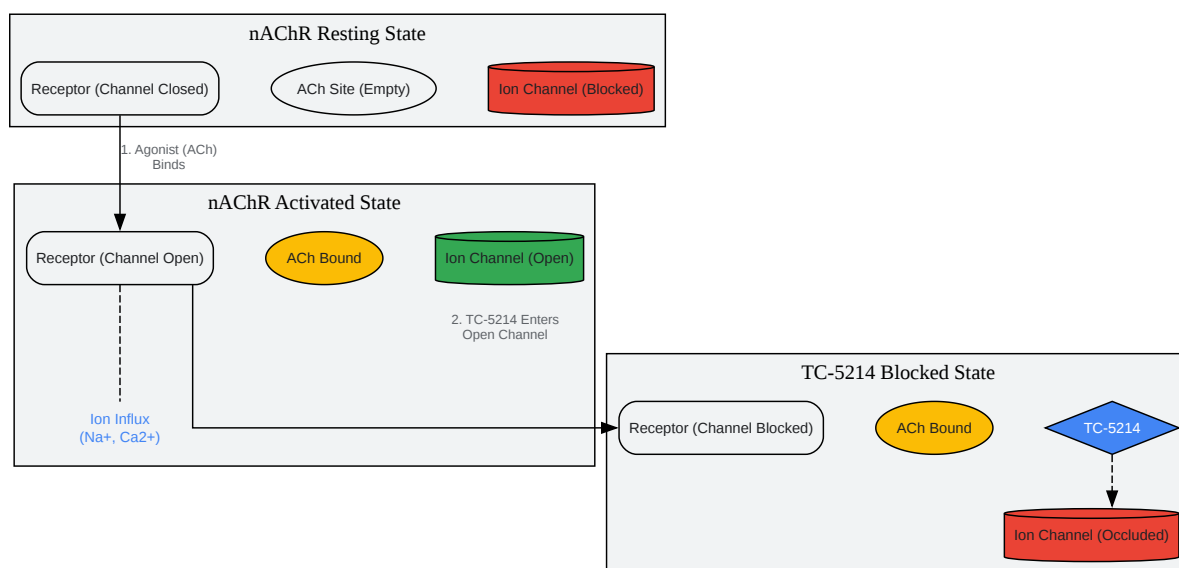 nAChR Resting State
Receptor (Channel Closed)
ACh Site (Empty)
Ion Channel (Blocked)
1. Agonist (ACh)
Binds
nAChR Activated State
Receptor (Channel Open)
ACh Bound
Ion Channel (Open)
2. TC-5214 Enters
Open Channel
Ion Influx
(Na+, Ca2+)
TC-5214 Blocked State
Receptor (Channel Blocked)
ACh Bound
TC-5214
Ion Channel (Occluded)